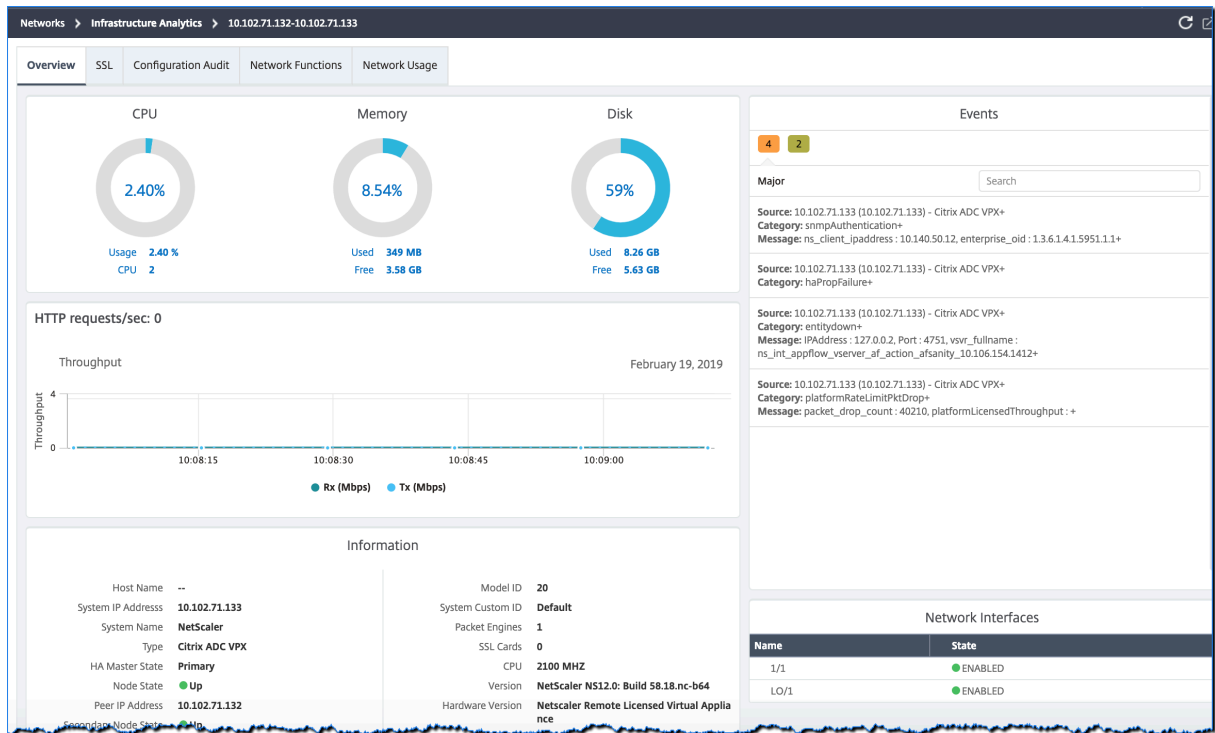 Networks > Infrastructure Analytics > 10.102.71.132-10.102.71.133
Overview SSL Configuration Audit Network Functions Network Usage
CPU
2.40%
Usage 2.40 %
CPU 2
Memory
8.54%
Used 349 MB
Free 3.58 GB
Disk
59%
Used 8.26 GB
Free 5.63 GB
HTTP requests/sec: 0
Throughput
February 19, 2019
Throughput
4
0
10:08:15 10:08:30 10:08:45 10:09:00
Rx (Mbps) Tx (Mbps)
Information
Host Name --
System IP Addresss 10.102.71.133
System Name NetScaler
Type Citrix ADC VPX
HA Master State Primary
Node State Up
Peer IP Address 10.102.71.132
Secondary Node State Up
Model ID 20
System Custom ID Default
Packet Engines 1
SSL Cards 0
CPU 2100 MHZ
Version NetScaler NS12.0: Build 58.18.nc-b64
Hardware Version Netscaler Remote Licensed Virtual Applia
nce
Events
4 2
Major Search
Source: 10.102.71.133 (10.102.71.133) - Citrix ADC VPX+
Category: snmpAuthentication+
Message: ns_client_ipaddress : 10.140.50.12, enterprise_oid : 1.3.6.1.4.1.5951.1.1+
Source: 10.102.71.133 (10.102.71.133) - Citrix ADC VPX+
Category: haPropFailure+
Source: 10.102.71.133 (10.102.71.133) - Citrix ADC VPX+
Category: entitydown+
Message: IPAddress : 127.0.0.2, Port : 4751, vsvr_fullname :
ns_int_appflow_vserver_af_action_afsanity_10.106.154.1412+
Source: 10.102.71.133 (10.102.71.133) - Citrix ADC VPX+
Category: platformRateLimitPktDrop+
Message: packet_drop_count : 40210, platformLicensedThroughput : +
Network Interfaces
Name State
1/1 ENABLED
LO/1 ENABLED